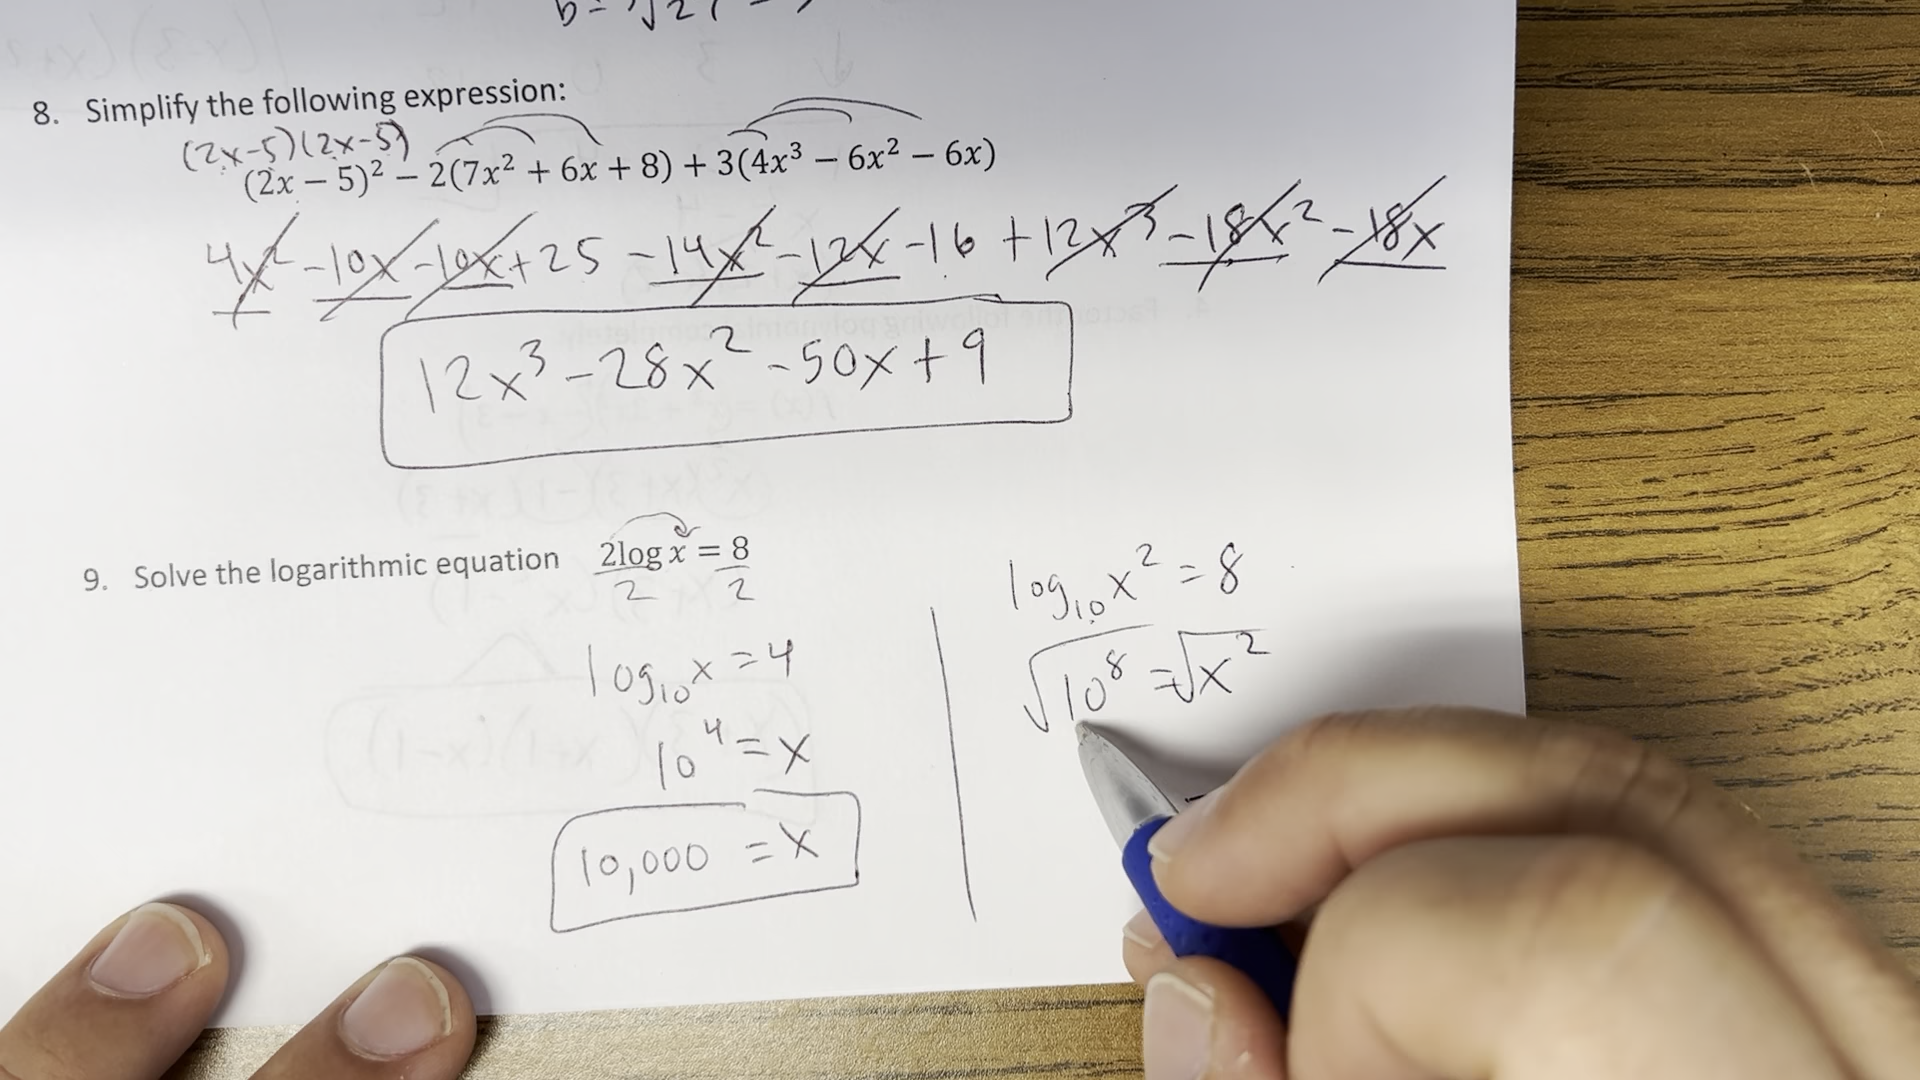 8. Simplify the following expression:
(2x-5)(2x-5)
(2x − 5)² − 2(7x² + 6x + 8) + 3(4x³ − 6x² − 6x)
4x² -10x -10x +25 -14x² -12x -16 +12x³ -18x² -18x
12x³ -28x² -50x + 9
9. Solve the logarithmic equation 2log x = 8
2 2
log₁₀x = 4
10⁴ = x
10,000 = x
log₁₀x² = 8
√10⁸ = √x²